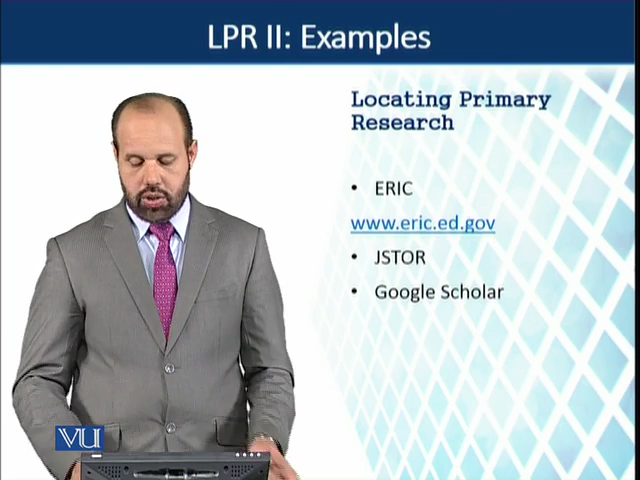 LPR II: Examples
Locating Primary
Research
• ERIC
www.eric.ed.gov
• JSTOR
• Google Scholar
VU